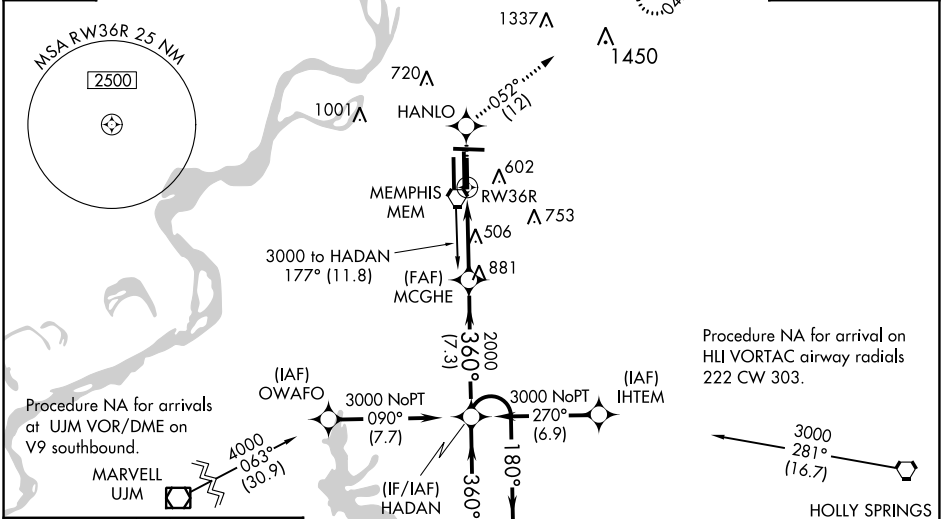 MSA RW36R 25 NM
2500
1337
1450
720
1001
HANLO
052°
(12)
602
MEMPHIS
MEM
RW36R
753
506
3000 to HADAN
177° (11.8)
881
(FAF)
MCGHE
2000
360°
(7.3)
Procedure NA for arrival on
HLI VORTAC airway radials
222 CW 303.
(IAF)
OWAFO
3000 NoPT
090°
(7.7)
3000 NoPT
270°
(6.9)
(IAF)
IHTEM
Procedure NA for arrivals
at UJM VOR/DME on
V9 southbound.
4000
063°
(30.9)
MARVELL
UJM
(IF/IAF)
HADAN
360°
180°
3000
281°
(16.7)
HOLLY SPRINGS